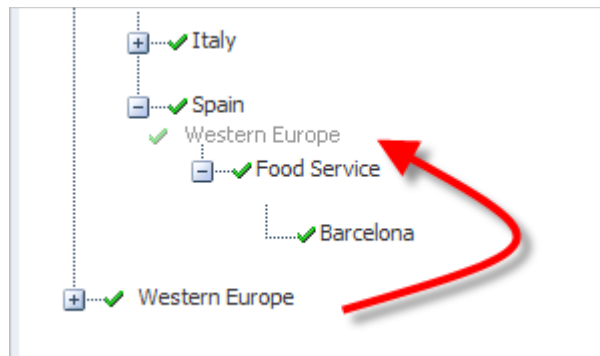 Italy
Spain
Western Europe
Food Service
Barcelona
Western Europe